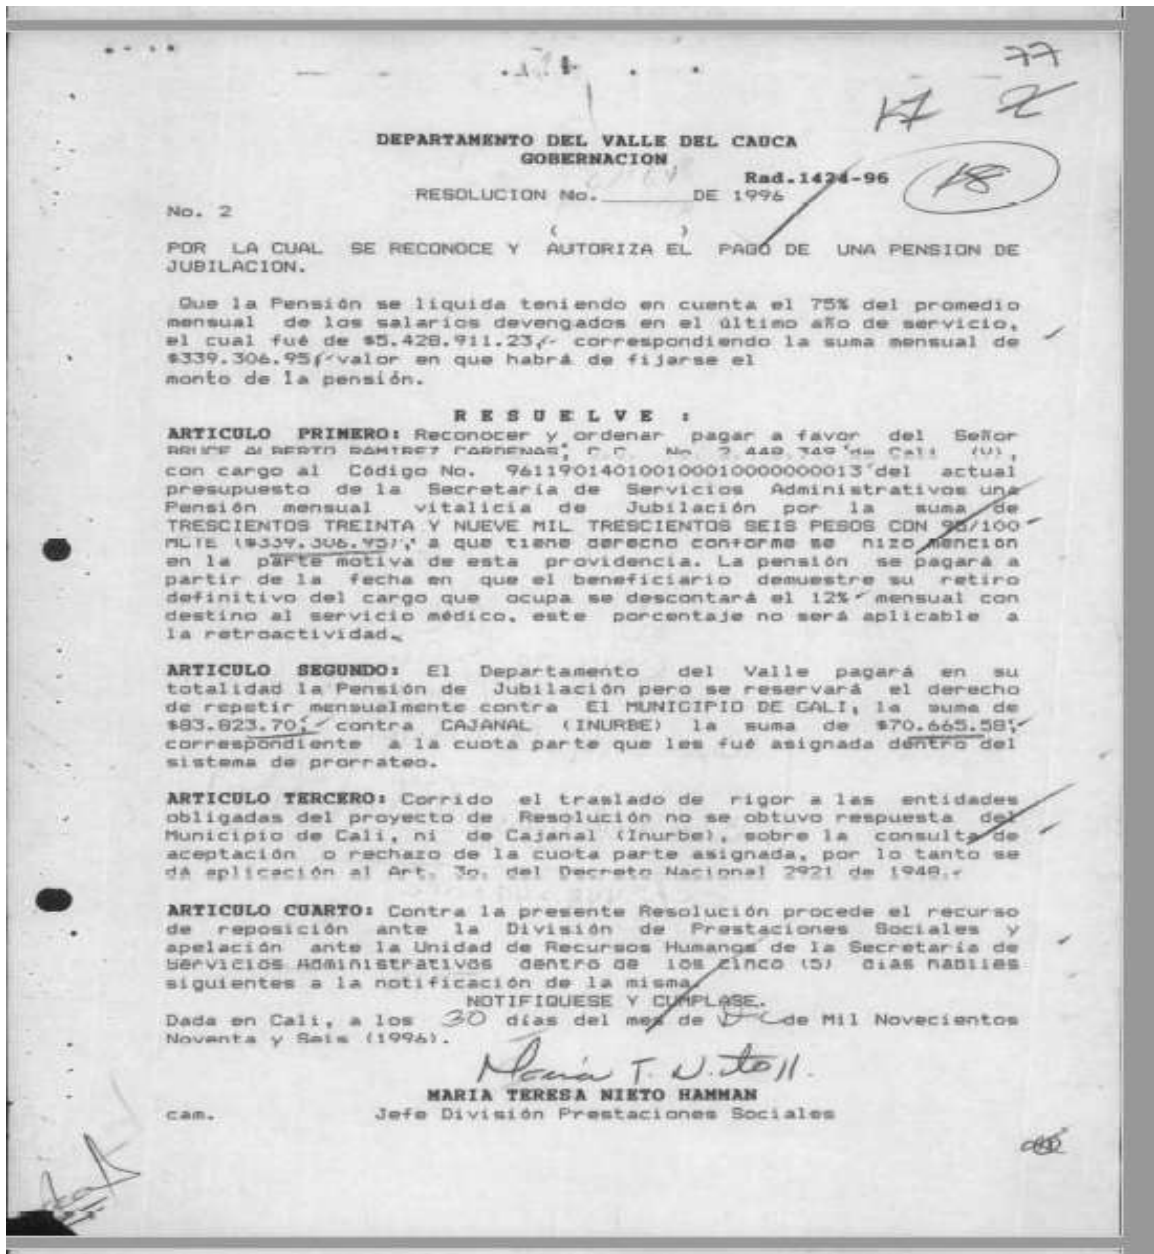 77
17 2
DEPARTAMENTO DEL VALLE DEL CAUCA
GOBERNACION
Rad.1424-96
18
RESOLUCION No.______DE 1996
No. 2
( )
POR LA CUAL SE RECONOCE Y AUTORIZA EL PAGO DE UNA PENSION DE
JUBILACION.
Que la Pensión se liquida teniendo en cuenta el 75% del promedio
mensual de los salarios devengados en el último año de servicio,
el cual fué de $5.428.911.23, correspondiendo la suma mensual de
$339.306.95, valor en que habrá de fijarse el
monto de la pensión.
R E S U E L V E :
ARTICULO PRIMERO: Reconocer y ordenar pagar a favor del Señor
BRUCE ALBERTO RAMIREZ CARDENAS, C.C. No. 2.448.349 de Cali (V),
con cargo al Código No. 961190140100100010000000013 del actual
presupuesto de la Secretaría de Servicios Administrativos una
Pensión mensual vitalicia de Jubilación por la suma de
TRESCIENTOS TREINTA Y NUEVE MIL TRESCIENTOS SEIS PESOS CON 95/100
MCTE ($339.306.95), a que tiene derecho conforme se hizo mención
en la parte motiva de esta providencia. La pensión se pagará a
partir de la fecha en que el beneficiario demuestre su retiro
definitivo del cargo que ocupa se descontará el 12% mensual con
destino al servicio médico, este porcentaje no será aplicable a
la retroactividad.
ARTICULO SEGUNDO: El Departamento del Valle pagará en su
totalidad la Pensión de Jubilación pero se reservará el derecho
de repetir mensualmente contra El MUNICIPIO DE CALI, la suma de
$83.823.70; contra CAJANAL (INURBE) la suma de $70.665.58;
correspondiente a la cuota parte que les fué asignada dentro del
sistema de prorrateo.
ARTICULO TERCERO: Corrido el traslado de rigor a las entidades
obligadas del proyecto de Resolución no se obtuvo respuesta del
Municipio de Cali, ni de Cajanal (Inurbe), sobre la consulta de
aceptación o rechazo de la cuota parte asignada, por lo tanto se
dá aplicación al Art. 3o. del Decreto Nacional 2921 de 1948.-
ARTICULO CUARTO: Contra la presente Resolución procede el recurso
de reposición ante la División de Prestaciones Sociales y
apelación ante la Unidad de Recursos Humanos de la Secretaría de
Servicios Administrativos dentro de los cinco (5) días hábiles
siguientes a la notificación de la misma.
NOTIFIQUESE Y CUMPLASE.
Dada en Cali, a los 30 días del mes de Dic de Mil Novecientos
Noventa y Seis (1996).
María T. Nieto H.
MARIA TERESA NIETO HAMMAN
cam. Jefe División Prestaciones Sociales